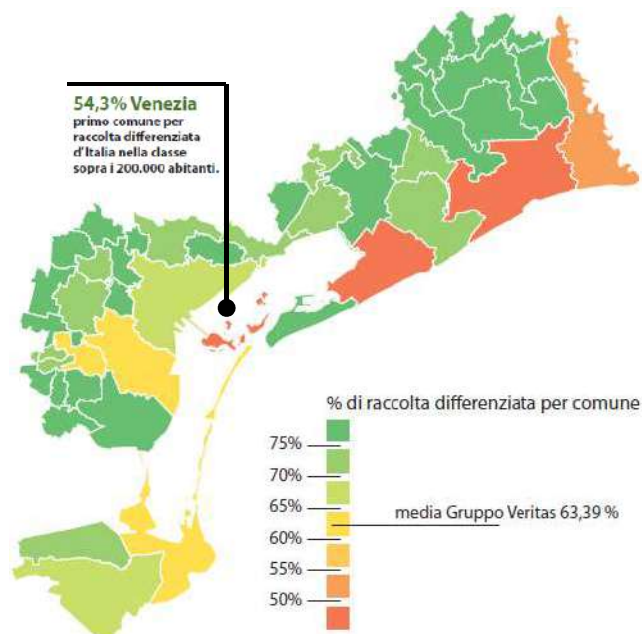 54,3% Venezia
primo comune per
raccolta differenziata
d'Italia nella classe
sopra i 200.000 abitanti.
% di raccolta differenziata per comune
75%
70%
65%
media Gruppo Veritas 63,39 %
60%
55%
50%